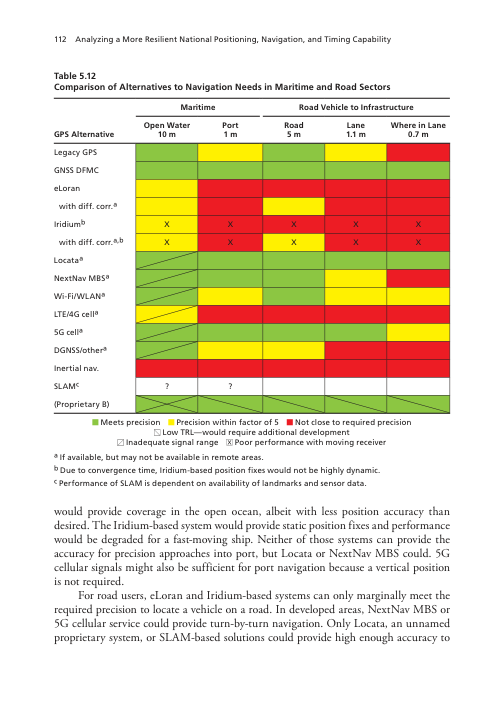 112 Analyzing a More Resilient National Positioning, Navigation, and Timing Capability
Table 5.12
Comparison of Alternatives to Navigation Needs in Maritime and Road Sectors
Maritime Road Vehicle to Infrastructure
GPS Alternative Open Water 10 m Port 1 m Road 5 m Lane 1.1 m Where in Lane 0.7 m
Legacy GPS
GNSS DFMC
eLoran
with diff. corr.a
Iridiumb X X X X X
with diff. corr.a,b X X X X X
Locataa
NextNav MBSa
Wi-Fi/WLANa
LTE/4G cella
5G cella
DGNSS/othera
Inertial nav.
SLAMc ? ?
(Proprietary B)
Meets precision Precision within factor of 5 Not close to required precision
Low TRL—would require additional development
Inadequate signal range X Poor performance with moving receiver
a If available, but may not be available in remote areas.
b Due to convergence time, Iridium-based position fixes would not be highly dynamic.
c Performance of SLAM is dependent on availability of landmarks and sensor data.
would provide coverage in the open ocean, albeit with less position accuracy than
desired. The Iridium-based system would provide static position fixes and performance
would be degraded for a fast-moving ship. Neither of those systems can provide the
accuracy for precision approaches into port, but Locata or NextNav MBS could. 5G
cellular signals might also be sufficient for port navigation because a vertical position
is not required.
For road users, eLoran and Iridium-based systems can only marginally meet the
required precision to locate a vehicle on a road. In developed areas, NextNav MBS or
5G cellular service could provide turn-by-turn navigation. Only Locata, an unnamed
proprietary system, or SLAM-based solutions could provide high enough accuracy to